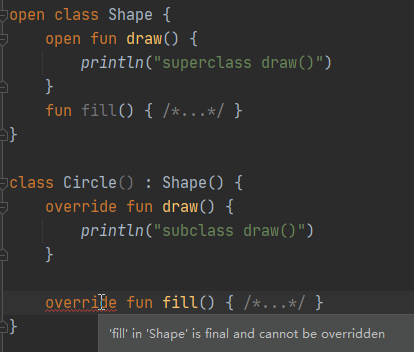 open class Shape {
    open fun draw() {
        println("superclass draw()")
    }
    fun fill() { /*...*/ }
}

class Circle() : Shape() {
    override fun draw() {
        println("subclass draw()")
    }

    override fun fill() { /*...*/ }
}
'fill' in 'Shape' is final and cannot be overridden